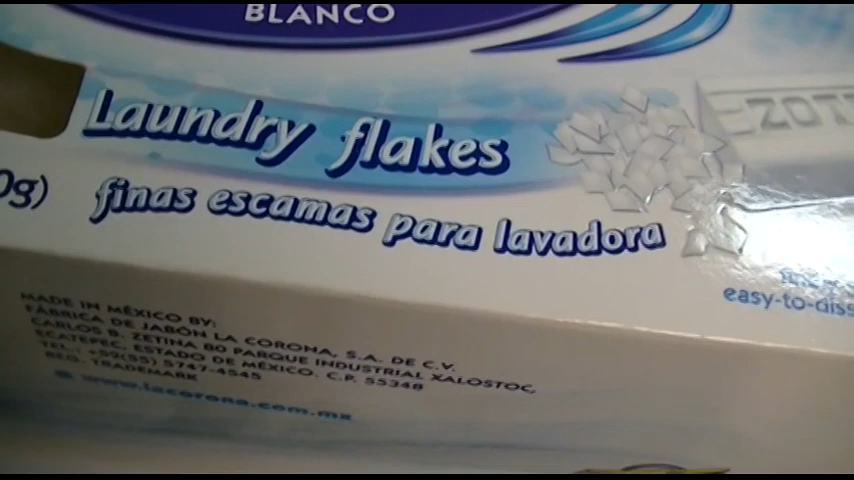 BLANCO
Laundry flakes
finas escamas para lavadora
ZOT
0g)
easy-to-diss
MADE IN MÉXICO BY:
FÁBRICA DE JABÓN LA CORONA, S.A. DE C.V.
CARLOS B. ZETINA 80 PARQUE INDUSTRIAL XALOSTOC,
ECATEPEC, ESTADO DE MÉXICO. C.P. 55348
TEL.: +52(55) 5747-4545
REG. TRADEMARK
www.lacorona.com.mx